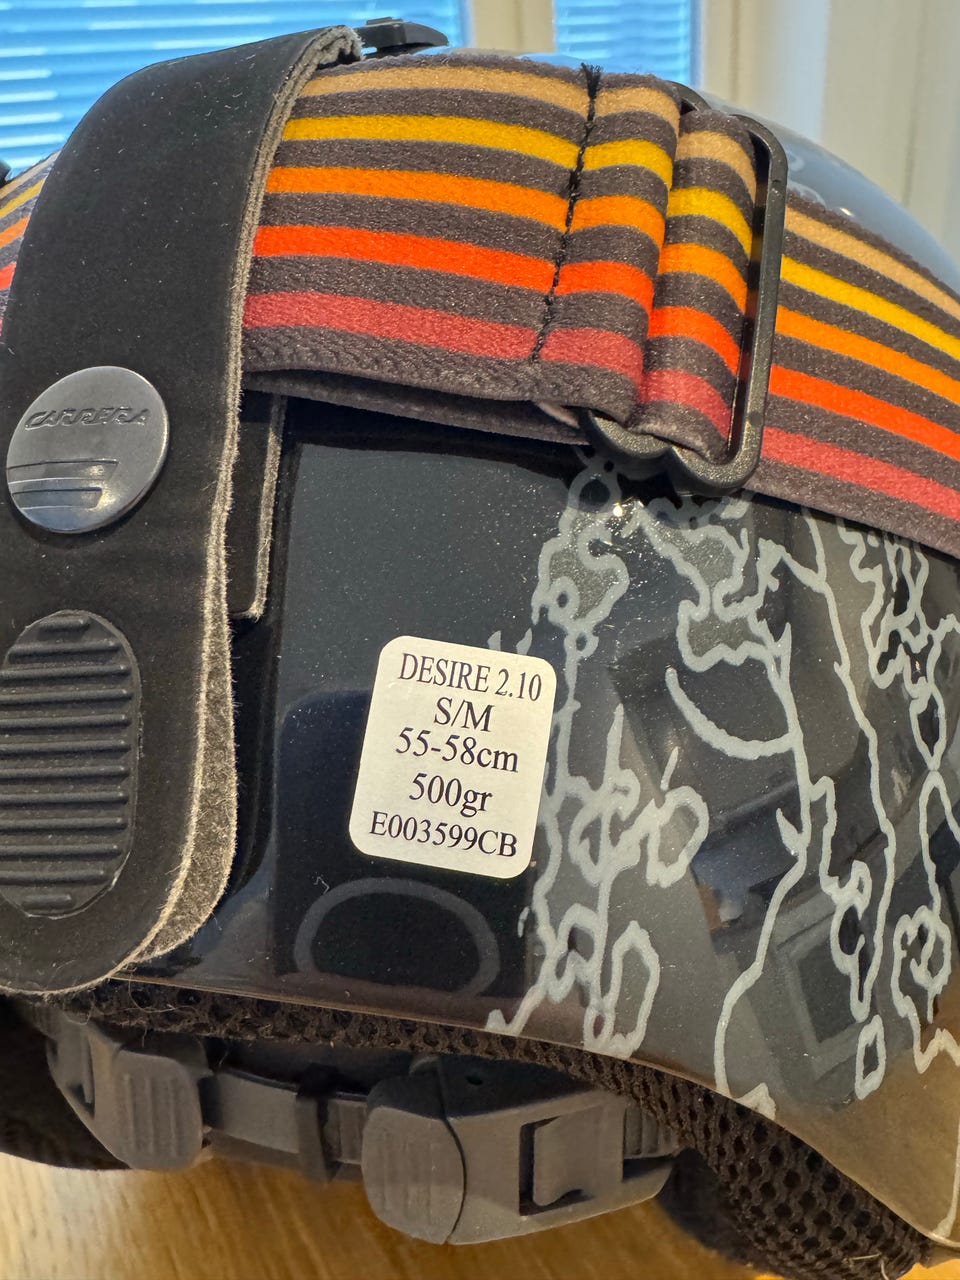 CARRERA
DESIRE 2.10
S/M
55-58cm
500gr
E003599CB